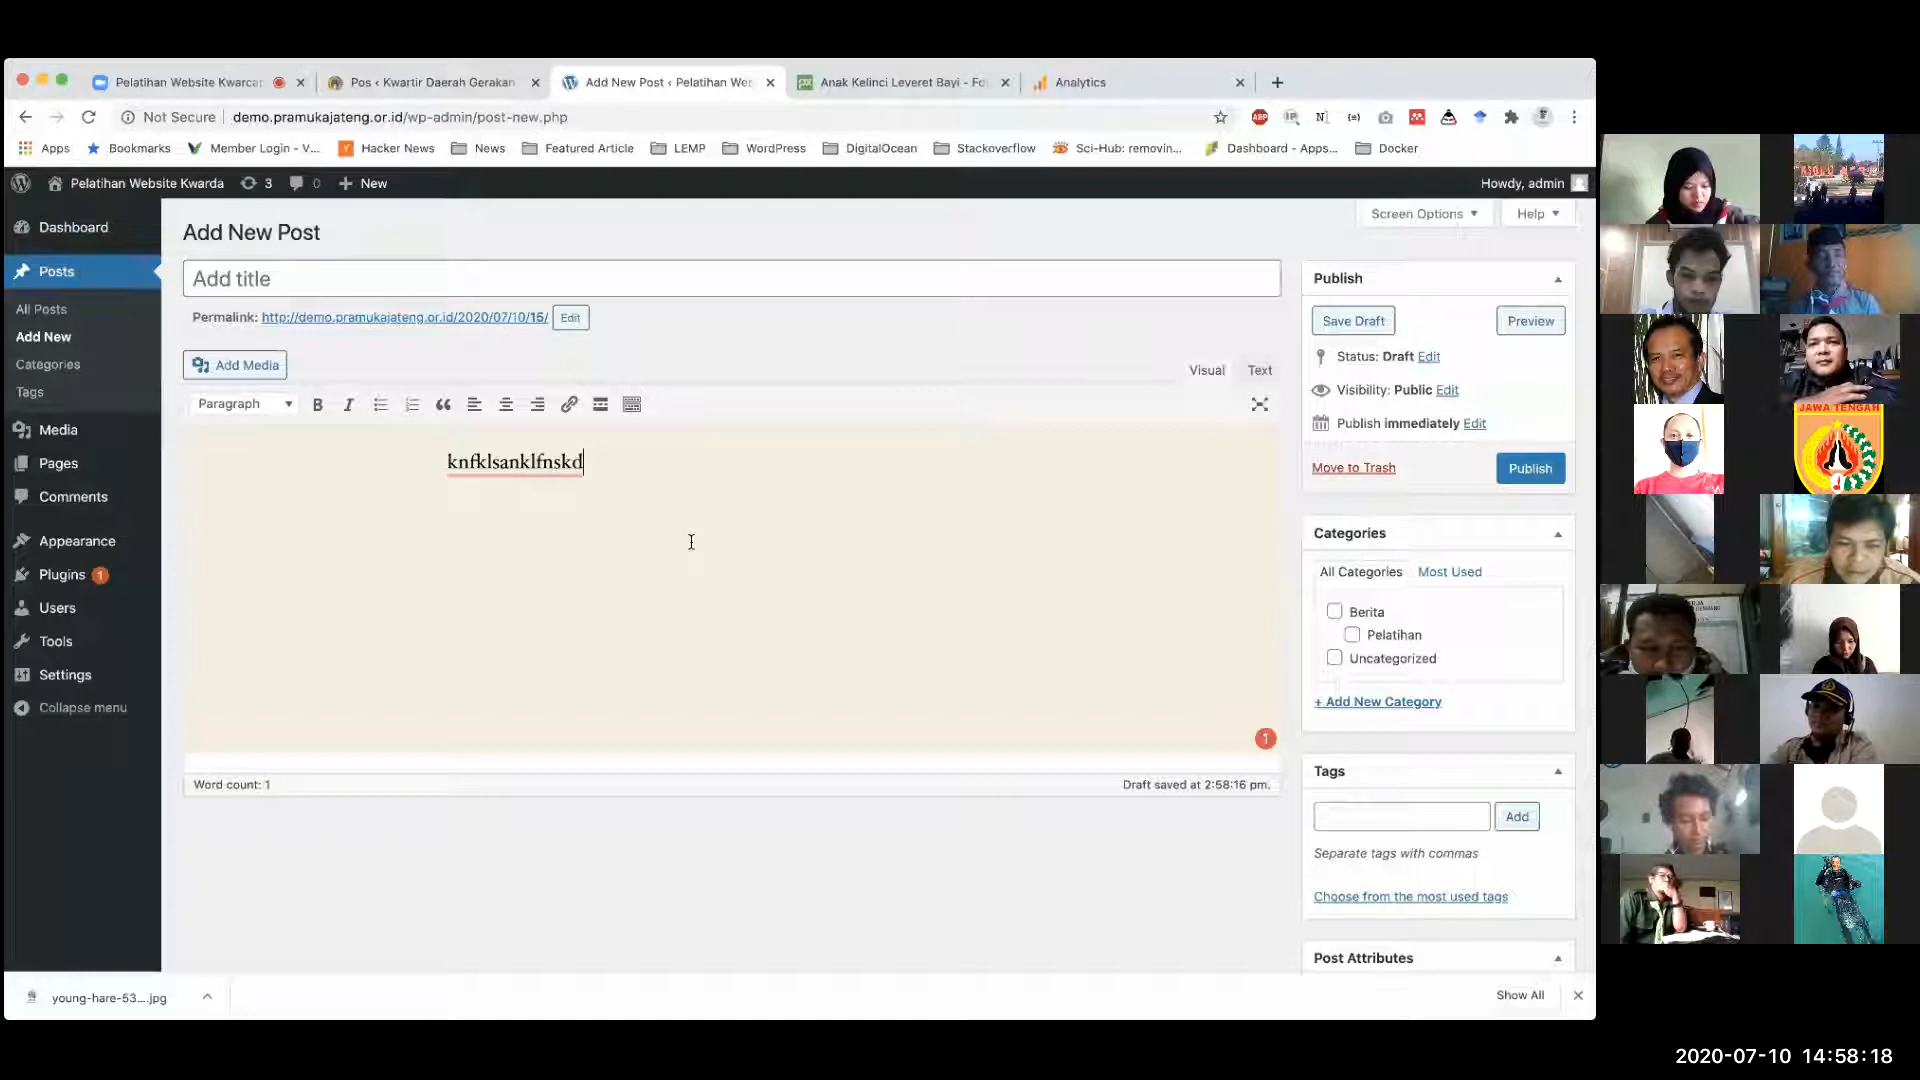 Pelatihan Website Kwarca
Pos ‹ Kwartir Daerah Gerakan
Add New Post ‹ Pelatihan We
Anak Kelinci Leveret Bayi - Fo
Analytics
Not Secure
demo.pramukajateng.or.id/wp-admin/post-new.php
ABP
Apps
Bookmarks
Member Login - V...
Hacker News
News
Featured Article
LEMP
WordPress
DigitalOcean
Stackoverflow
Sci-Hub: removin...
Dashboard - Apps...
Docker
Pelatihan Website Kwarda
3
0
New
Howdy, admin
Dashboard
Posts
All Posts
Add New
Categories
Tags
Media
Pages
Comments
Appearance
Plugins 1
Users
Tools
Settings
Collapse menu
Screen Options
Help
Add New Post
Add title
Permalink: http://demo.pramukajateng.or.id/2020/07/10/15/ Edit
Add Media
Visual
Text
Paragraph
B I
knfklsanklfnskd
1
Word count: 1
Draft saved at 2:58:16 pm.
Publish
Save Draft
Preview
Status: Draft Edit
Visibility: Public Edit
Publish immediately Edit
Move to Trash
Publish
Categories
All Categories
Most Used
Berita
Pelatihan
Uncategorized
+ Add New Category
Tags
Add
Separate tags with commas
Choose from the most used tags
Post Attributes
young-hare-53....jpg
Show All
JAWA TENGAH
2020-07-10 14:58:18